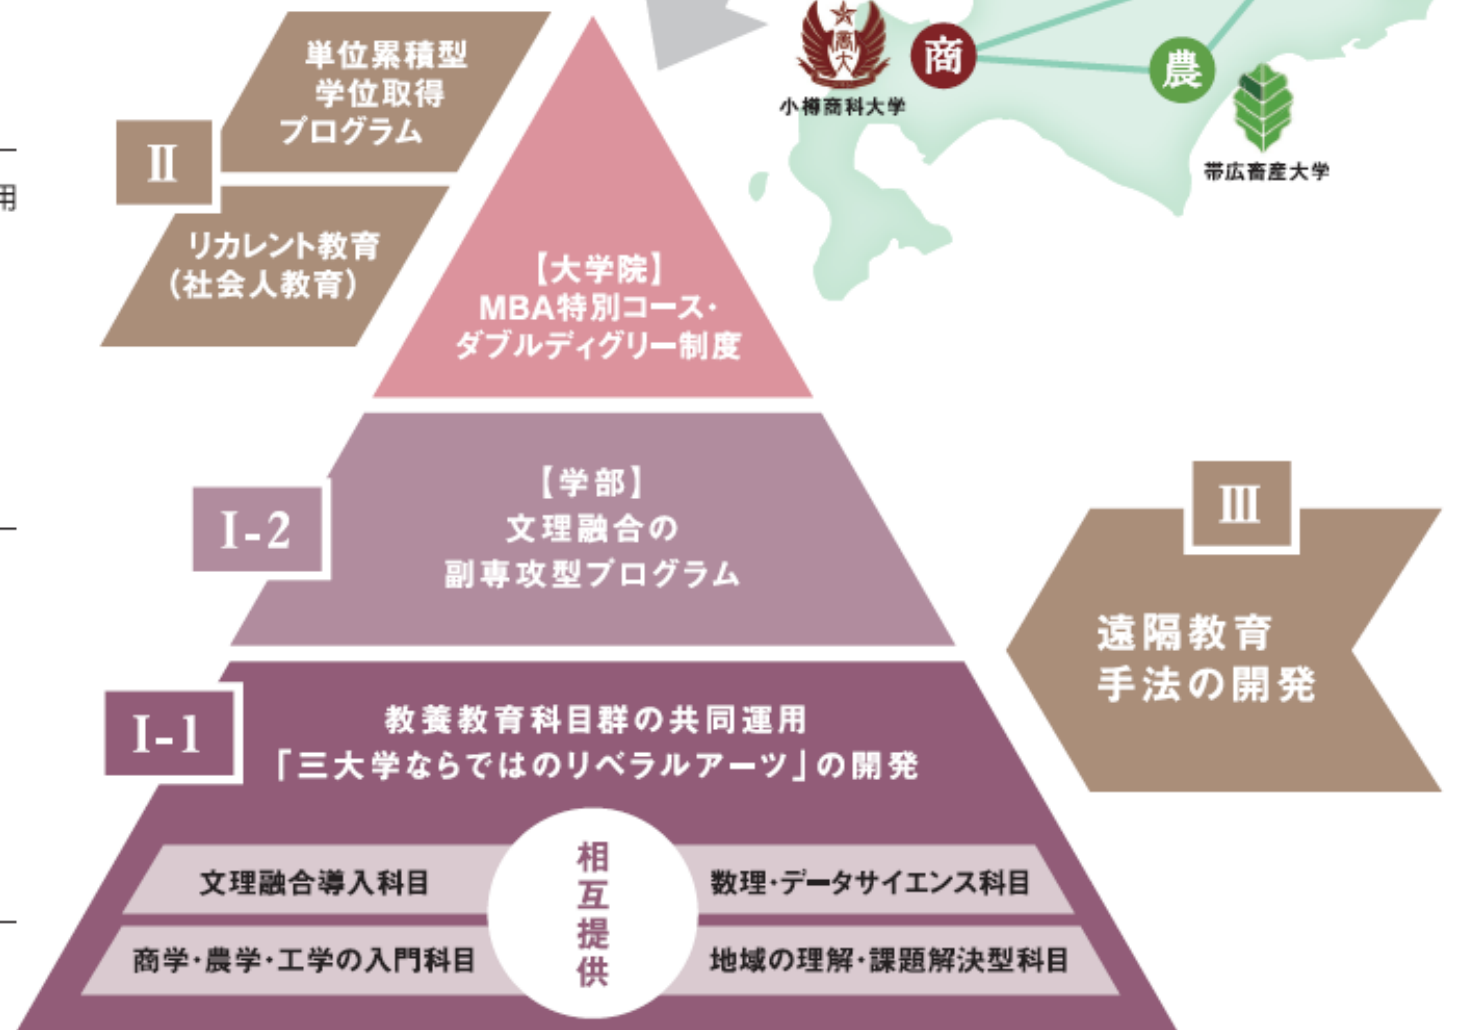 単位累積型
学位取得
プログラム
II
リカレント教育
(社会人教育)
用
商大
商
小樽商科大学
農
帯広畜産大学
【大学院】
MBA特別コース・
ダブルディグリー制度
I-2
【学部】
文理融合の
副専攻型プログラム
III
遠隔教育
手法の開発
I-1
教養教育科目群の共同運用
「三大学ならではのリベラルアーツ」の開発
相互提供
文理融合導入科目
数理・データサイエンス科目
商学・農学・工学の入門科目
地域の理解・課題解決型科目